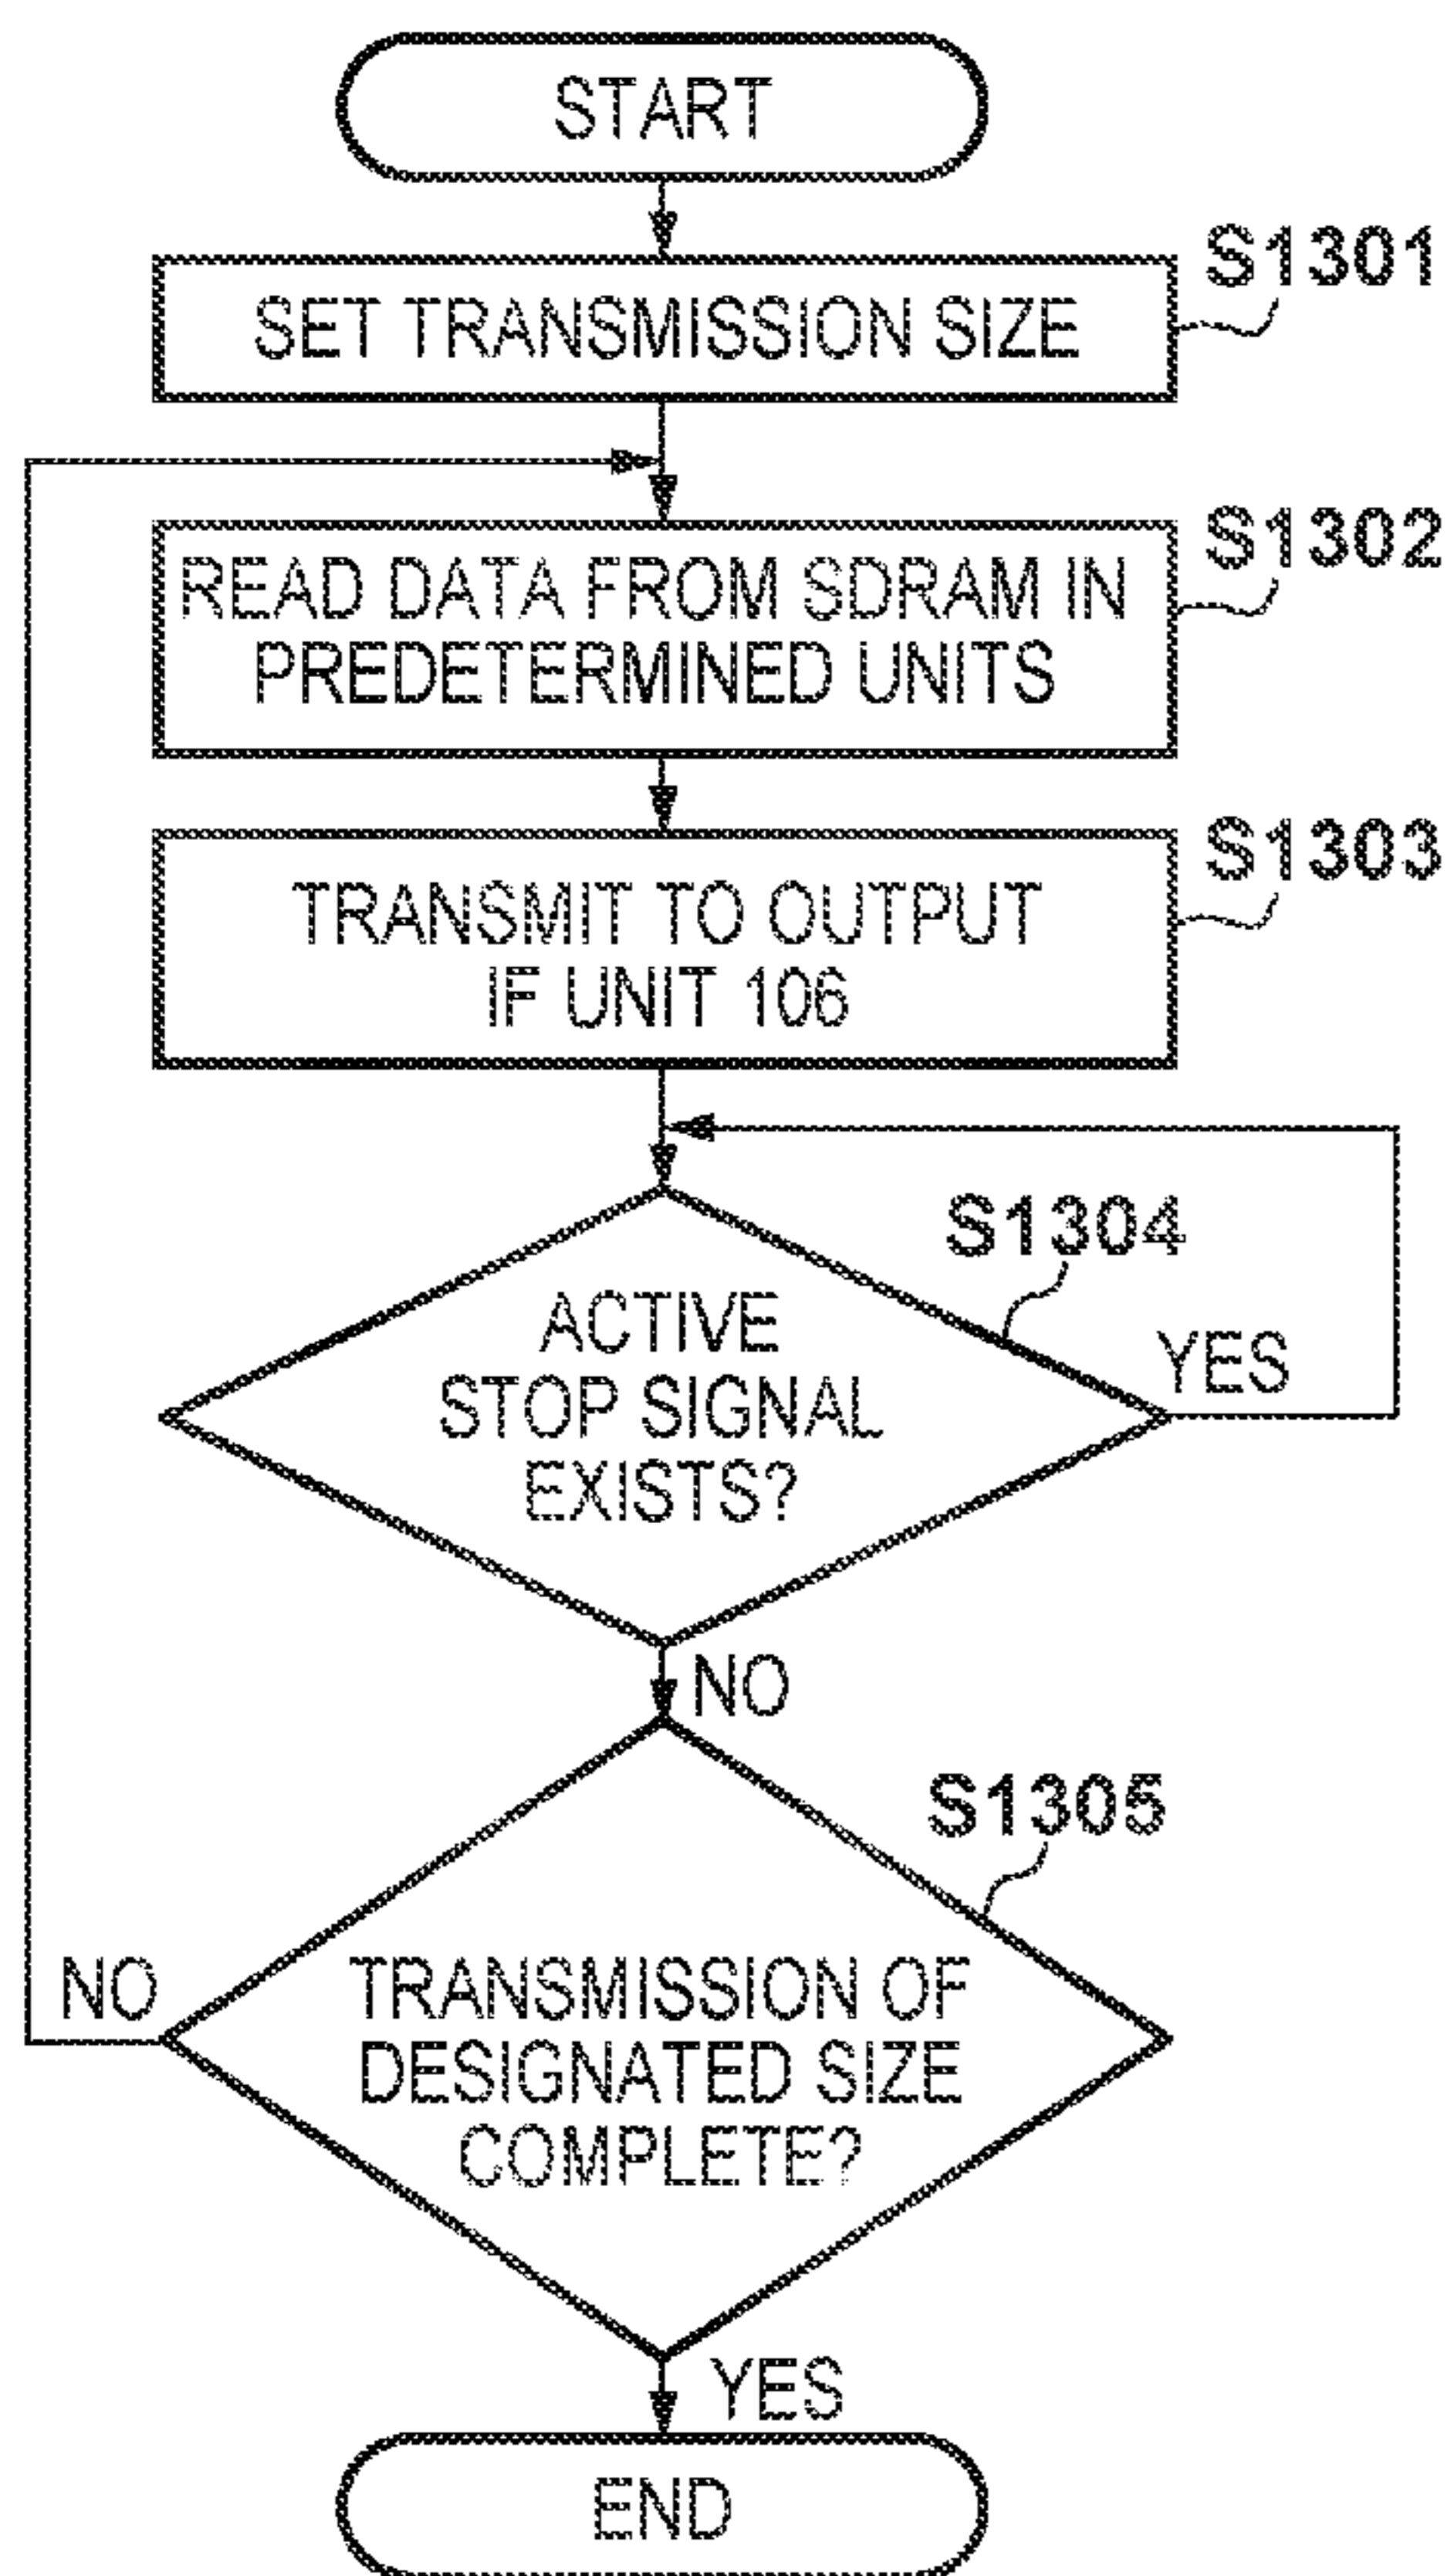 START
S1301
SET TRANSMISSION SIZE
S1302
READ DATA FROM SDRAM IN
PREDETERMINED UNITS
S1303
TRANSMIT TO OUTPUT
IF UNIT 106
S1304
ACTIVE
STOP SIGNAL
EXISTS?
YES
NO
S1305
NO
TRANSMISSION OF
DESIGNATED SIZE
COMPLETE?
YES
END